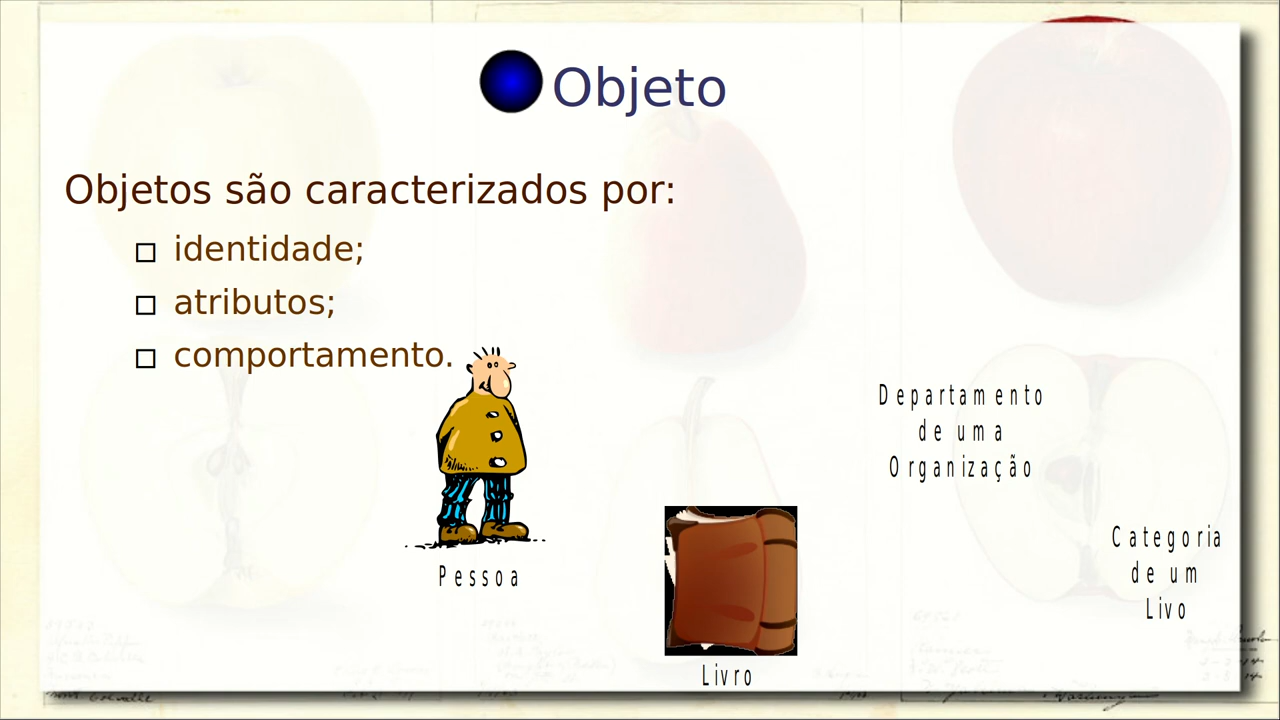 Objeto
Objetos são caracterizados por:
identidade;
atributos;
comportamento.
Departamento
de uma
Organização
Categoria
de um
Livo
Pessoa
Livro